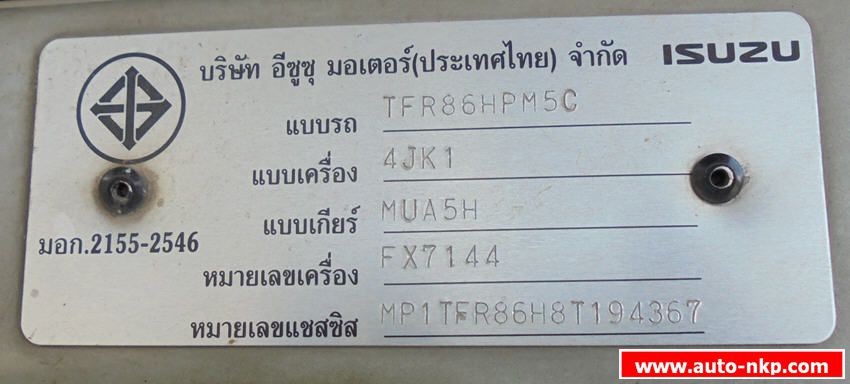 บริษัท อีซูซุ มอเตอร์(ประเทศไทย) จำกัด ISUZU
แบบรถ TFR86HPM5C
แบบเครื่อง 4JK1
แบบเกียร์ MUA5H
มอก.2155-2546
หมายเลขเครื่อง FX7144
หมายเลขแชสซิส MP1TFR86H8T194367
www.auto-nkp.com